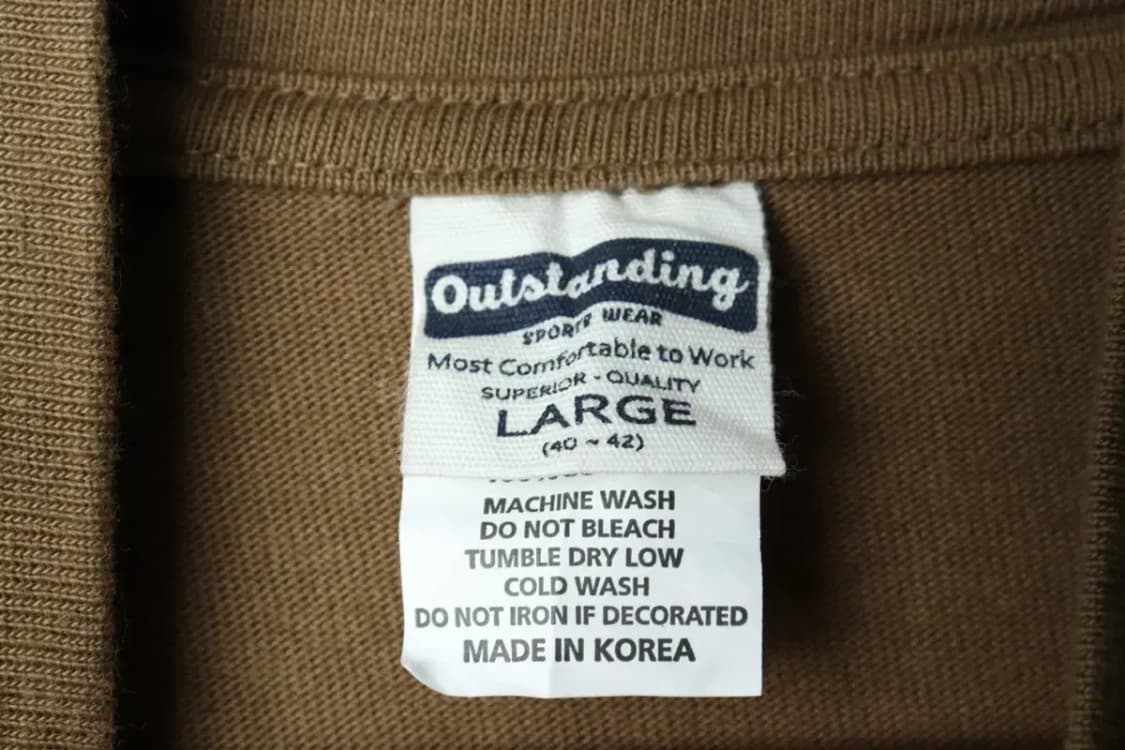 Outstanding
SPORTS WEAR
Most Comfortable to Work
SUPERIOR - QUALITY
LARGE
(40 ~ 42)
MACHINE WASH
DO NOT BLEACH
TUMBLE DRY LOW
COLD WASH
DO NOT IRON IF DECORATED
MADE IN KOREA